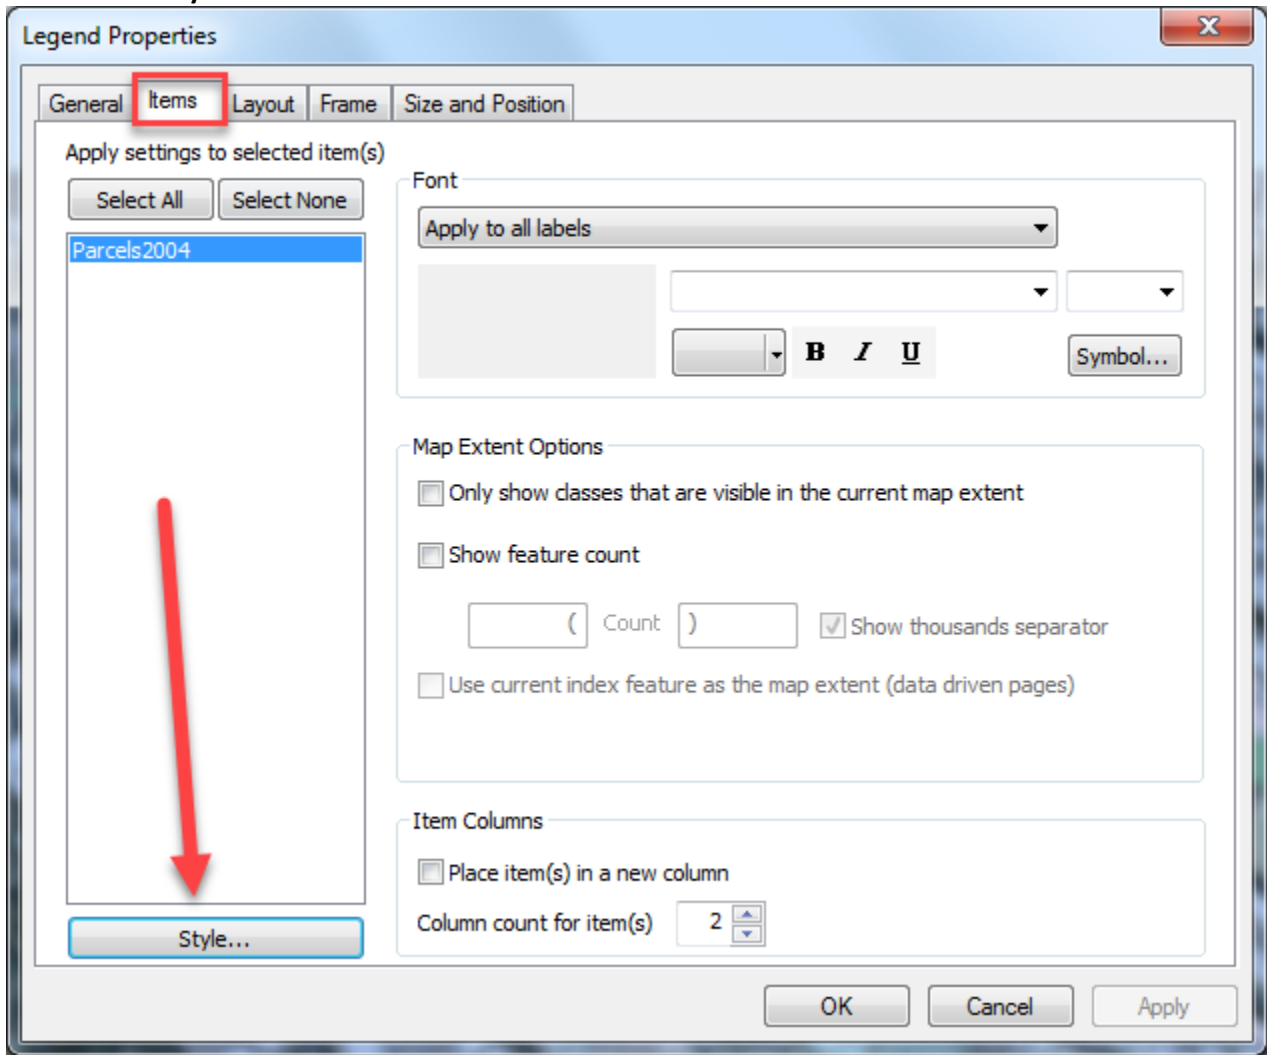 Legend Properties
General Items Layout Frame Size and Position
Apply settings to selected item(s)
Select All Select None
Parcels2004
Style...
Font
Apply to all labels
B I U
Symbol...
Map Extent Options
Only show classes that are visible in the current map extent
Show feature count
( Count )
Show thousands separator
Use current index feature as the map extent (data driven pages)
Item Columns
Place item(s) in a new column
Column count for item(s) 2
OK Cancel Apply